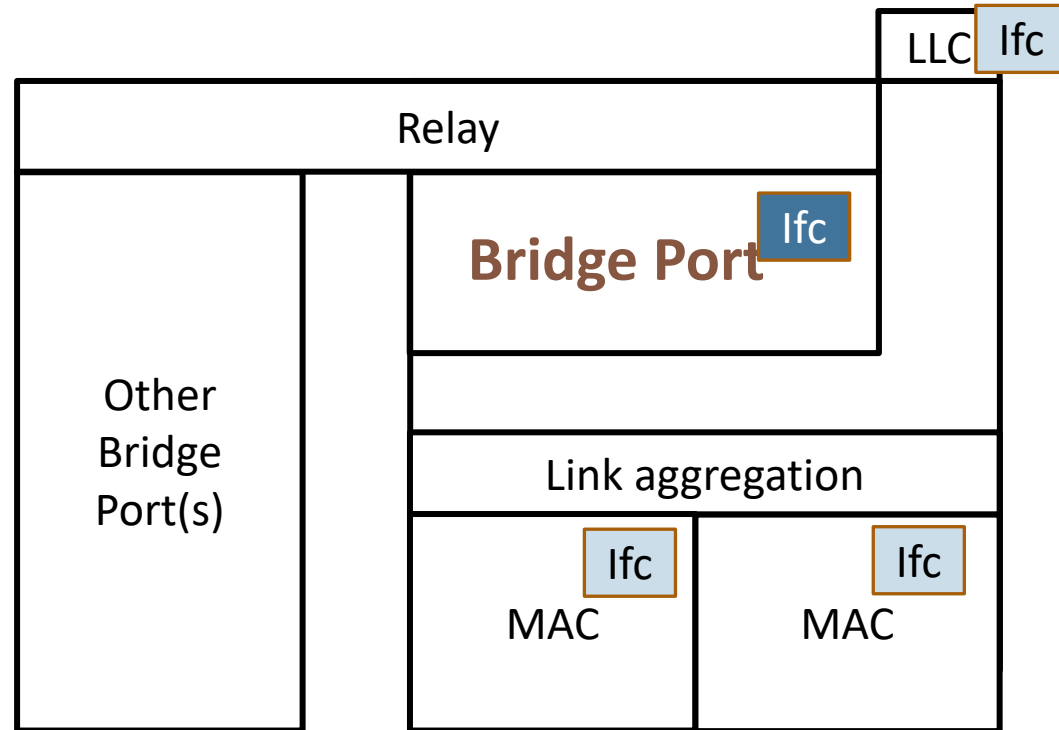 LLC
Ifc
Relay
Ifc
Bridge Port
Other
Bridge
Port(s)
Link aggregation
Ifc
Ifc
MAC
MAC